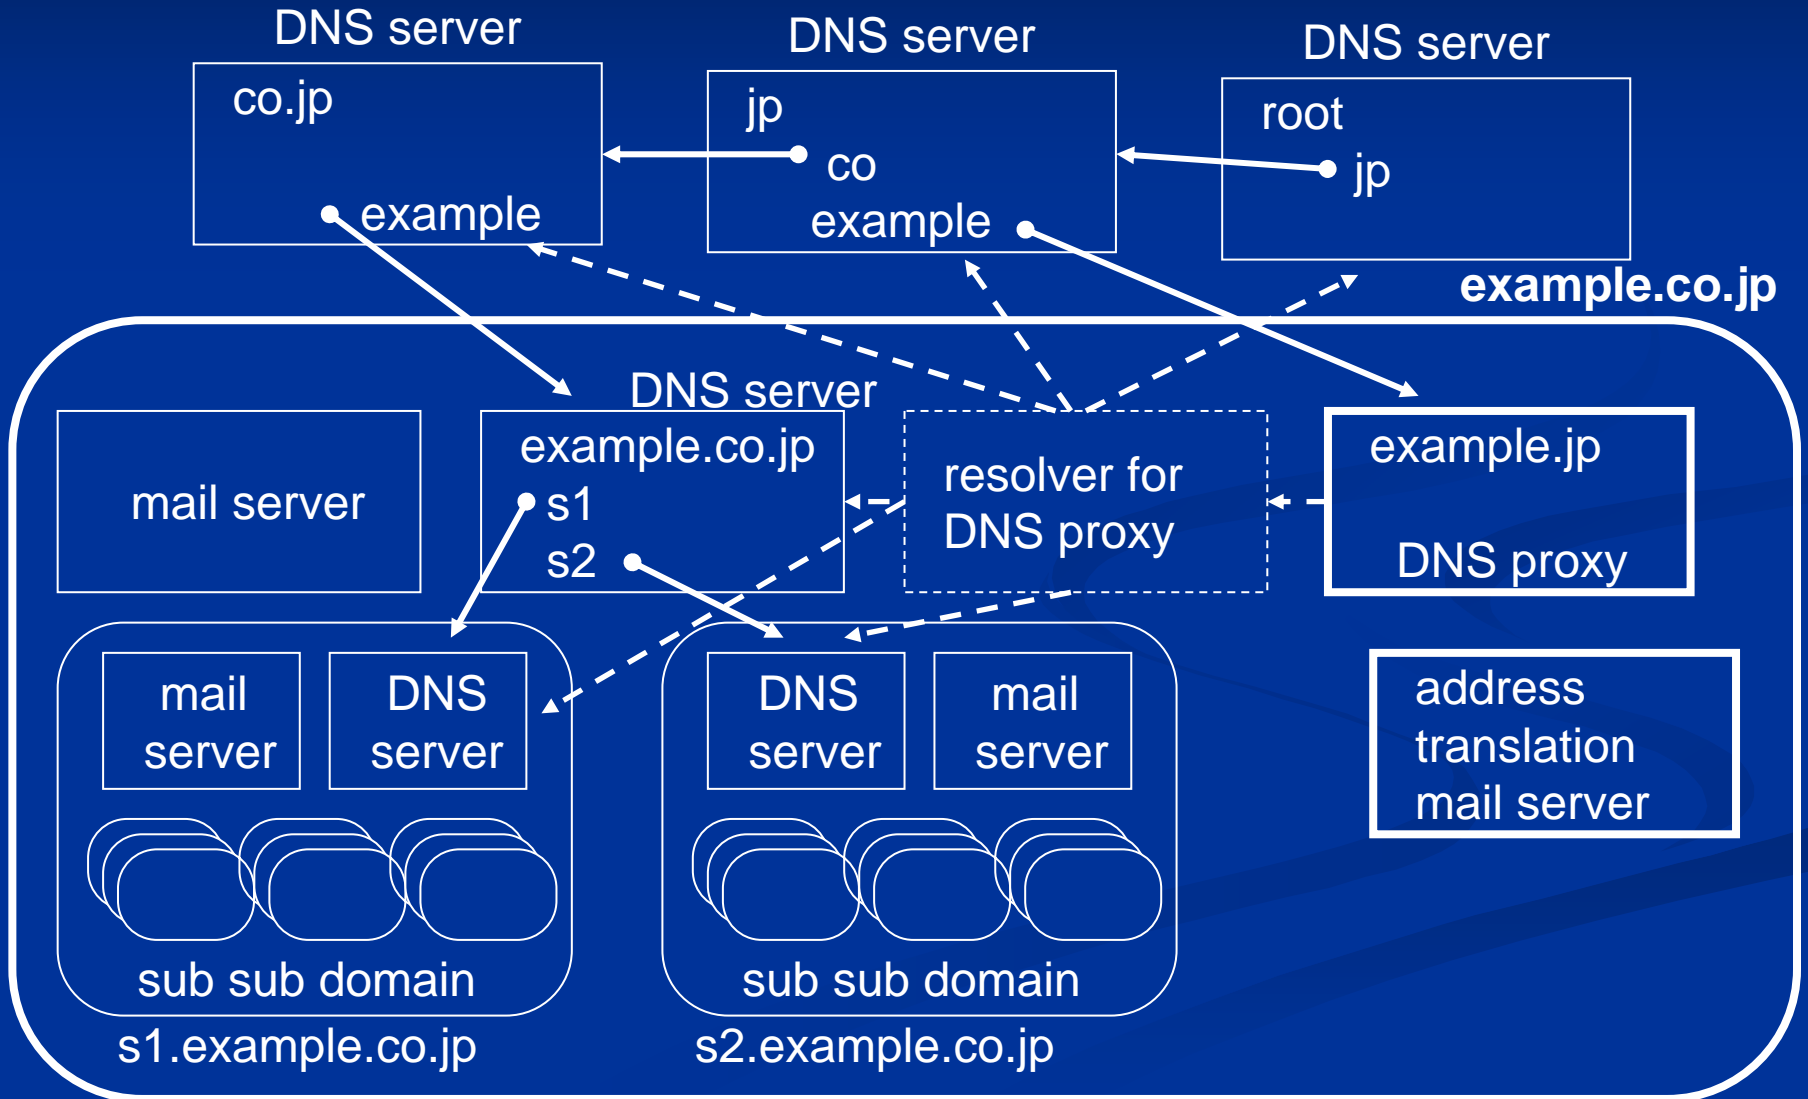 DNS server
DNS server
DNS server
co.jp
example
jp
co
example
root
jp
example.co.jp
mail server
DNS server
example.co.jp
s1
s2
resolver for
DNS proxy
example.jp
DNS proxy
mail
server
DNS
server
sub sub domain
s1.example.co.jp
DNS
server
mail
server
sub sub domain
s2.example.co.jp
address
translation
mail server